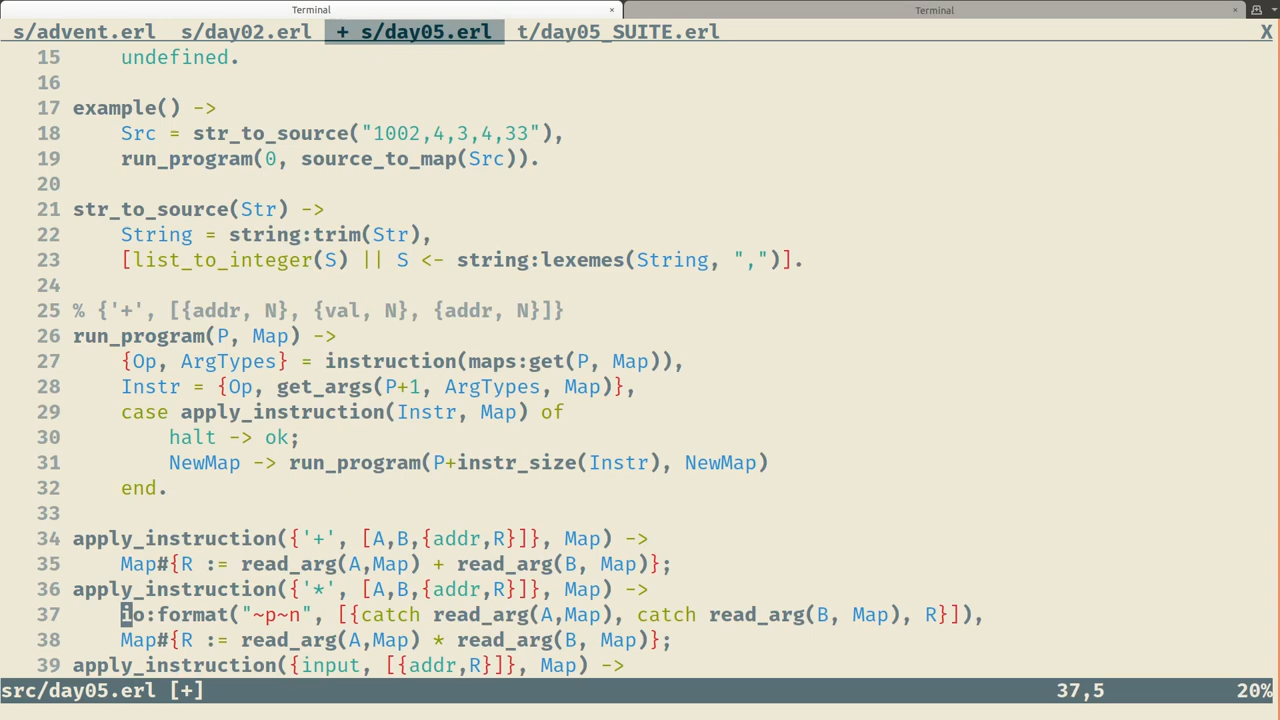 Terminal × Terminal ×
s/advent.erl s/day02.erl + s/day05.erl t/day05_SUITE.erl X
15 undefined.
16
17 example() ->
18 Src = str_to_source("1002,4,3,4,33"),
19 run_program(0, source_to_map(Src)).
20
21 str_to_source(Str) ->
22 String = string:trim(Str),
23 [list_to_integer(S) || S <- string:lexemes(String, ",")].
24
25 % {'+', [{addr, N}, {val, N}, {addr, N}]}
26 run_program(P, Map) ->
27 {Op, ArgTypes} = instruction(maps:get(P, Map)),
28 Instr = {Op, get_args(P+1, ArgTypes, Map)},
29 case apply_instruction(Instr, Map) of
30 halt -> ok;
31 NewMap -> run_program(P+instr_size(Instr), NewMap)
32 end.
33
34 apply_instruction({'+', [A,B,{addr,R}]}, Map) ->
35 Map#{R := read_arg(A,Map) + read_arg(B, Map)};
36 apply_instruction({'*', [A,B,{addr,R}]}, Map) ->
37 io:format("~p~n", [{catch read_arg(A,Map), catch read_arg(B, Map), R}]),
38 Map#{R := read_arg(A,Map) * read_arg(B, Map)};
39 apply_instruction({input, [{addr,R}]}, Map) ->
src/day05.erl [+] 37,5 20%